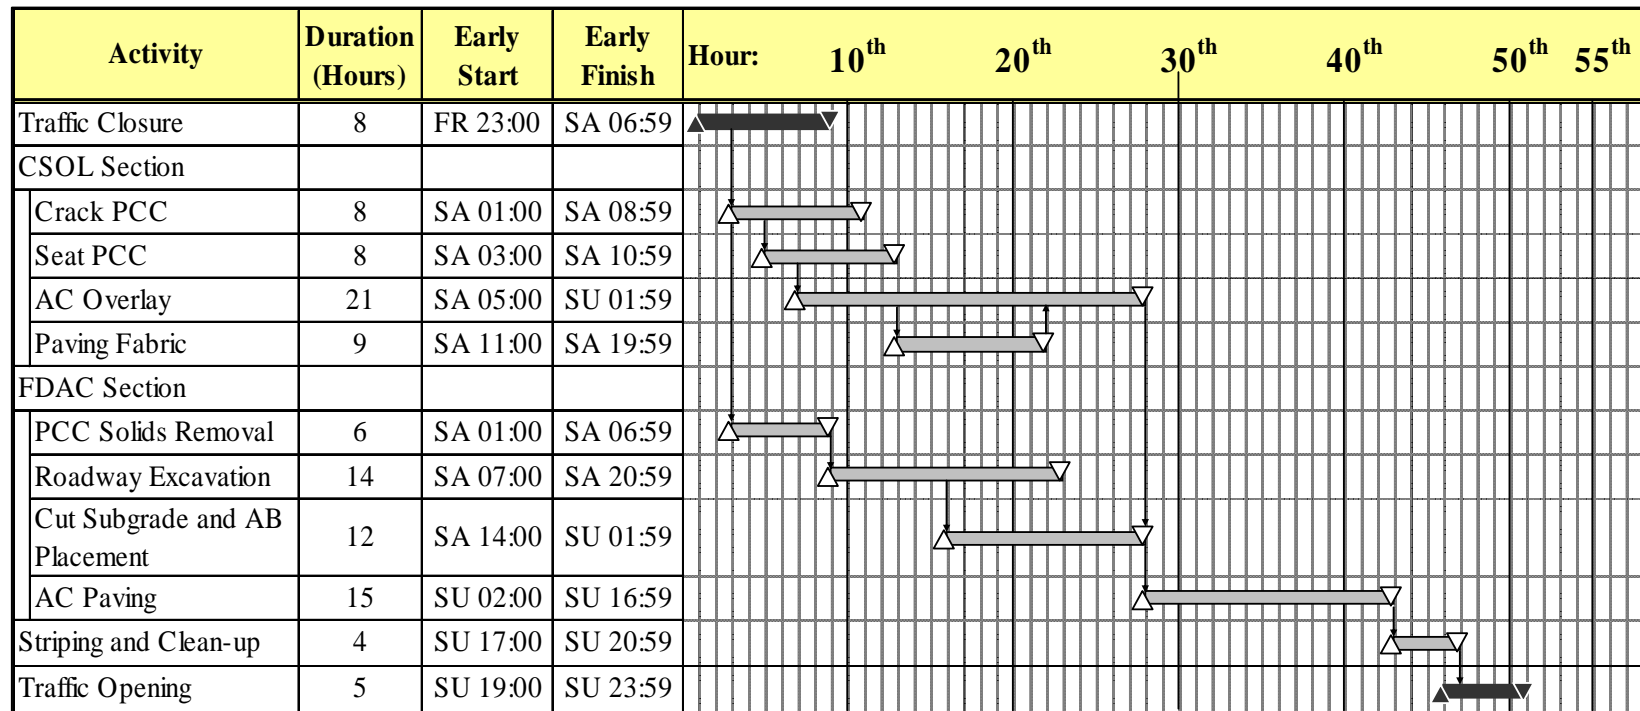 Activity Duration (Hours) Early Start Early Finish Hour: 10th 20th 30th 40th 50th 55th
Traffic Closure 8 FR 23:00 SA 06:59
CSOL Section
Crack PCC 8 SA 01:00 SA 08:59
Seat PCC 8 SA 03:00 SA 10:59
AC Overlay 21 SA 05:00 SU 01:59
Paving Fabric 9 SA 11:00 SA 19:59
FDAC Section
PCC Solids Removal 6 SA 01:00 SA 06:59
Roadway Excavation 14 SA 07:00 SA 20:59
Cut Subgrade and AB Placement 12 SA 14:00 SU 01:59
AC Paving 15 SU 02:00 SU 16:59
Striping and Clean-up 4 SU 17:00 SU 20:59
Traffic Opening 5 SU 19:00 SU 23:59